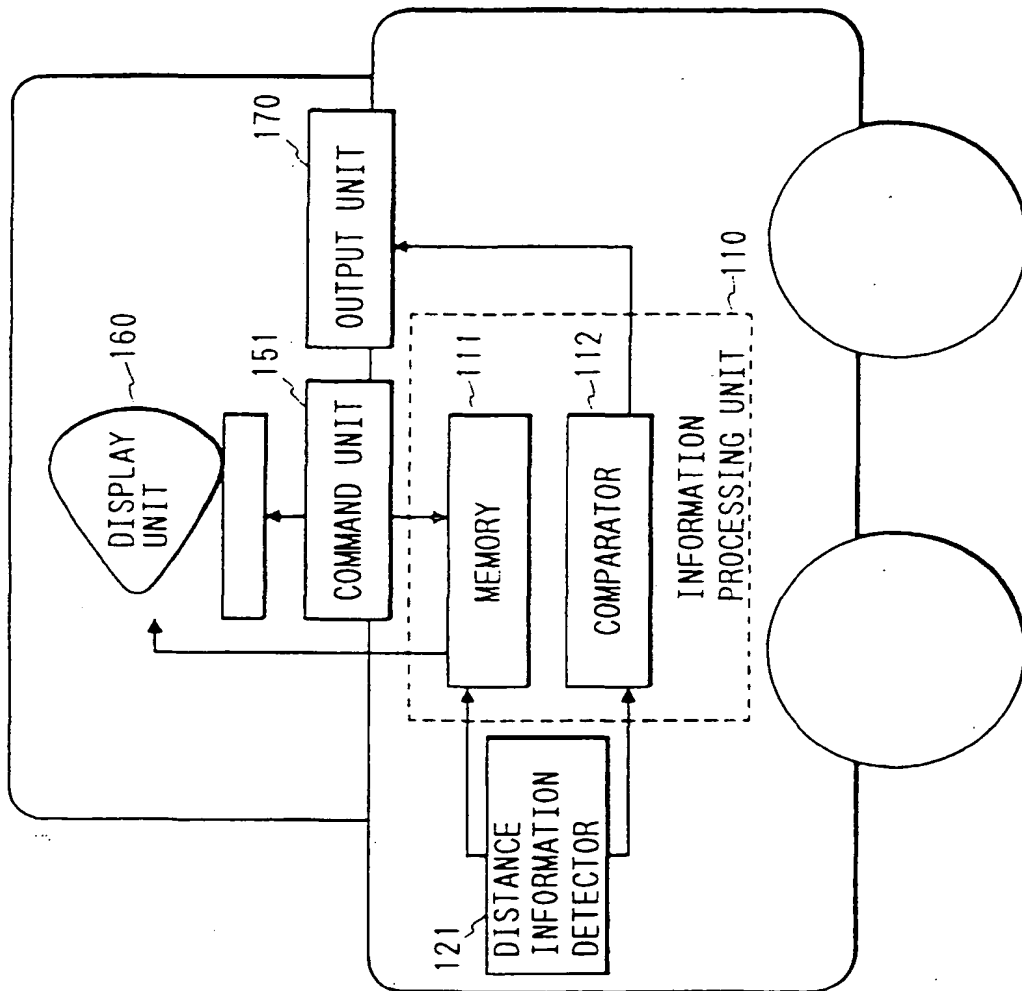 160
DISPLAY
UNIT
151
COMMAND UNIT
170
OUTPUT UNIT
111
MEMORY
112
COMPARATOR
INFORMATION
PROCESSING UNIT
110
121
DISTANCE
INFORMATION
DETECTOR